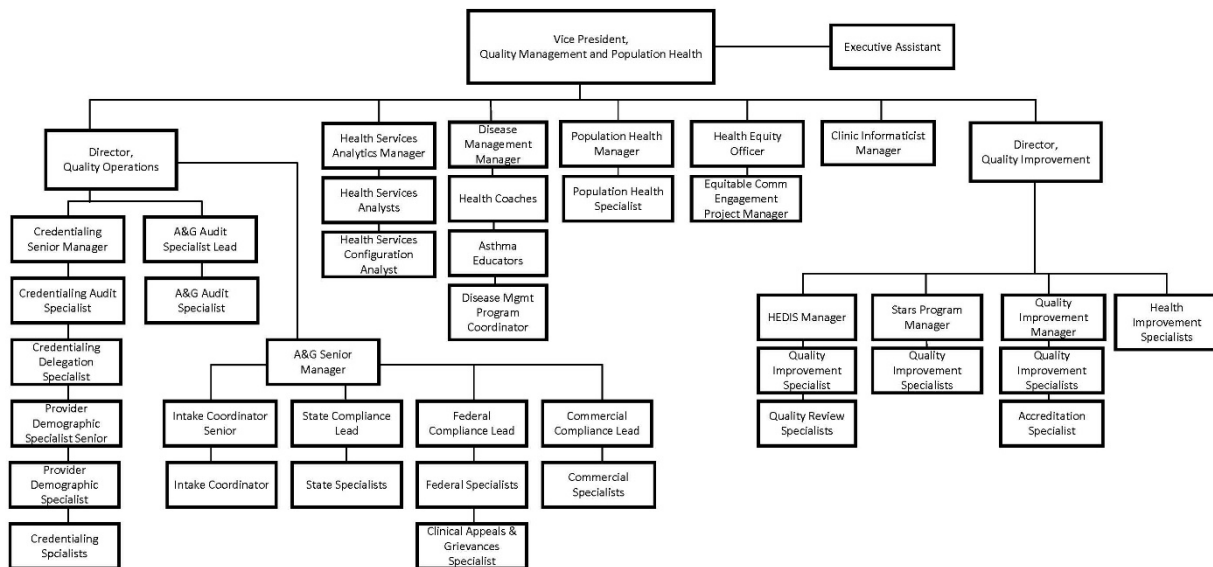 Vice President,
Quality Management and Population Health
Executive Assistant
Director,
Quality Operations
Health Services
Analytics Manager
Disease
Management
Manager
Population Health
Manager
Health Equity
Officer
Clinic Informaticist
Manager
Director,
Quality Improvement
Health Services
Analysts
Health Coaches
Population Health
Specialist
Equitable Comm
Engagement
Project Manager
Credentialing
Senior Manager
A&G Audit
Specialist Lead
Health Services
Configuration
Analyst
Asthma
Educators
Credentialing Audit
Specialist
A&G Audit
Specialist
Disease Mgmt
Program
Coordinator
HEDIS Manager
Stars Program
Manager
Quality
Improvement
Manager
Health
Improvement
Specialists
Credentialing
Delegation
Specialist
A&G Senior
Manager
Quality
Improvement
Specialist
Quality
Improvement
Specialists
Quality
Improvement
Specialists
Provider
Demographic
Specialist Senior
Intake Coordinator
Senior
State Compliance
Lead
Federal
Compliance Lead
Commercial
Compliance Lead
Quality Review
Specialists
Accreditation
Specialist
Provider
Demographic
Specialist
Intake Coordinator
State Specialists
Federal Specialists
Commercial
Specialists
Credentialing
Spcialists
Clinical Appeals &
Grievances
Specialist